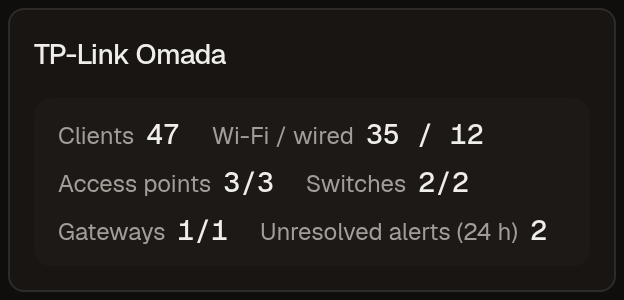 TP-Link Omada
Clients 47 Wi-Fi / wired 35 / 12
Access points 3/3 Switches 2/2
Gateways 1/1 Unresolved alerts (24 h) 2